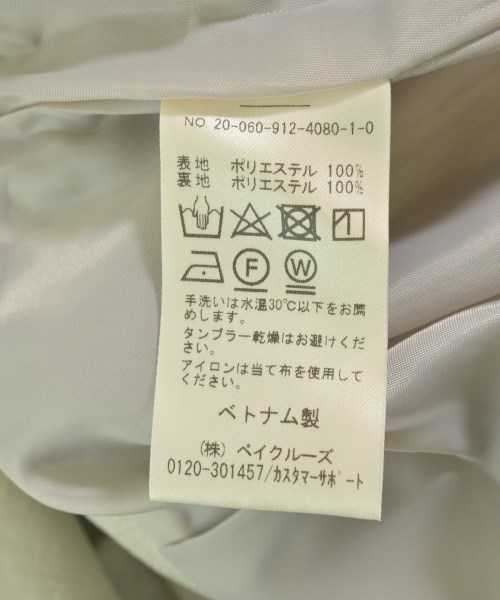 NO. 20-060-912-4080-1-0
表地 ポリエステル 100%
裏地 ポリエステル 100%
F W
手洗いは水温30℃以下をお薦
めします。
タンブラー乾燥はお避けくだ
さい。
アイロンは当て布を使用して
ください。
ベトナム製
(株) ベイクルーズ
0120-301457/カスタマーサポート